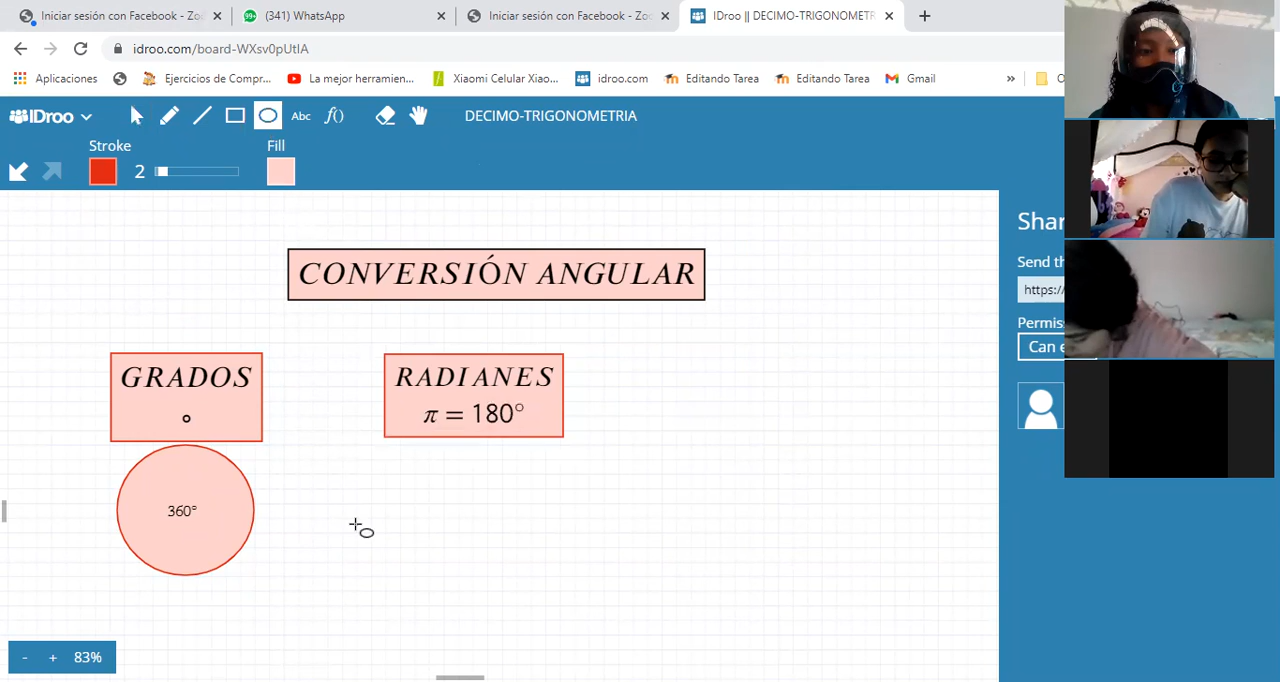 Iniciar sesión con Facebook - Zo
(341) WhatsApp
Iniciar sesión con Facebook - Zo
IDroo || DECIMO-TRIGONOMETR
idroo.com/board-WXsv0pUtIA
Aplicaciones
Ejercicios de Compr...
La mejor herramien...
Xiaomi Celular Xiao...
idroo.com
Editando Tarea
Editando Tarea
Gmail
»
IDroo
Abc
f()
DECIMO-TRIGONOMETRIA
Stroke
2
Fill
CONVERSIÓN ANGULAR
GRADOS
°
RADIANES
π = 180°
360°
Shar
Send th
https:/
Permis
Can e
- + 83%